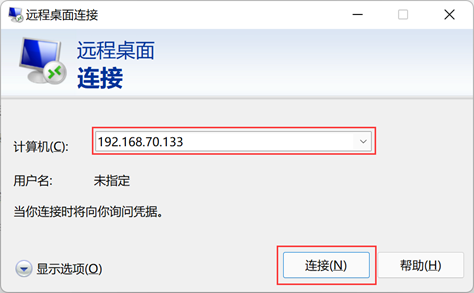 远程桌面连接
远程桌面
连接
计算机(C): 192.168.70.133
用户名: 未指定
当你连接时将向你询问凭据。
显示选项(O) 连接(N) 帮助(H)